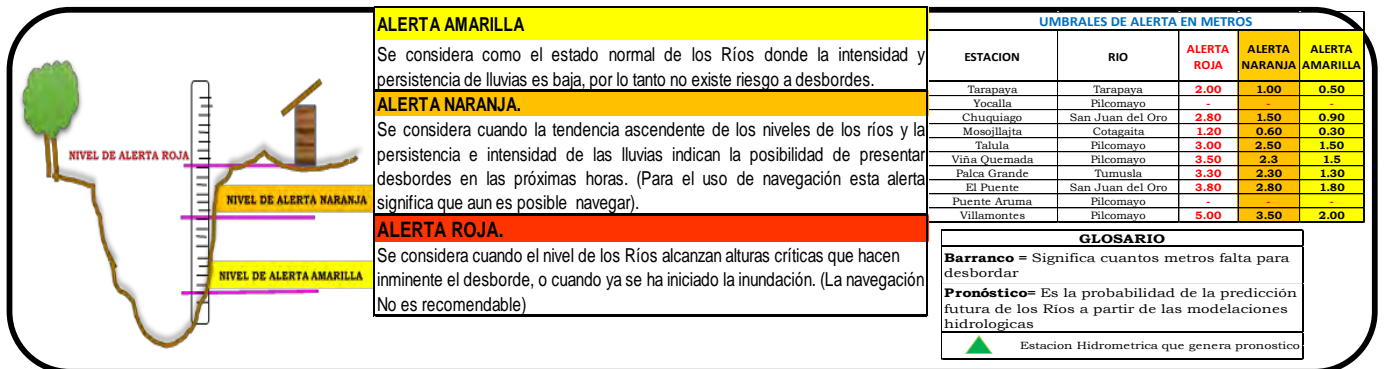 NIVEL DE ALERTA ROJA
NIVEL DE ALERTA NARANJA
NIVEL DE ALERTA AMARILLA
ALERTA AMARILLA
Se considera como el estado normal de los Ríos donde la intensidad y
persistencia de lluvias es baja, por lo tanto no existe riesgo a desbordes.
ALERTA NARANJA.
Se considera cuando la tendencia ascendente de los niveles de los ríos y la
persistencia e intensidad de las lluvias indican la posibilidad de presentar
desbordes en las próximas horas. (Para el uso de navegación esta alerta
significa que aun es posible navegar).
ALERTA ROJA.
Se considera cuando el nivel de los Ríos alcanzan alturas críticas que hacen
inminente el desborde, o cuando ya se ha iniciado la inundación. (La navegación
No es recomendable)
UMBRALES DE ALERTA EN METROS
ESTACION RIO ALERTA ROJA ALERTA NARANJA ALERTA AMARILLA
Tarapaya Tarapaya 2.00 1.00 0.50
Yocalla Pilcomayo - - -
Chuquiago San Juan del Oro 2.80 1.50 0.90
Mosojllajta Cotagaita 1.20 0.60 0.30
Talula Pilcomayo 3.00 2.50 1.50
Viña Quemada Pilcomayo 3.50 2.3 1.5
Palca Grande Tumusla 3.30 2.30 1.30
El Puente San Juan del Oro 3.80 2.80 1.80
Puente Aruma Pilcomayo - - -
Villamontes Pilcomayo 5.00 3.50 2.00
GLOSARIO
Barranco = Significa cuantos metros falta para
desbordar
Pronóstico= Es la probabilidad de la predicción
futura de los Ríos a partir de las modelaciones
hidrologicas
Estacion Hidrometrica que genera pronostico